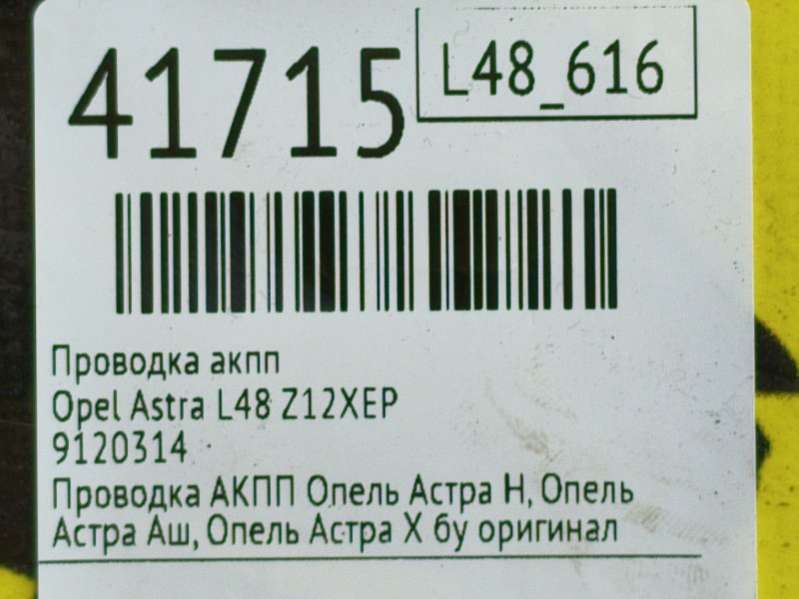 41715
L48_616
Проводка акпп
Opel Astra L48 Z12XEP
9120314
Проводка АКПП Опель Астра Н, Опель
Астра Аш, Опель Астра Х бу оригинал